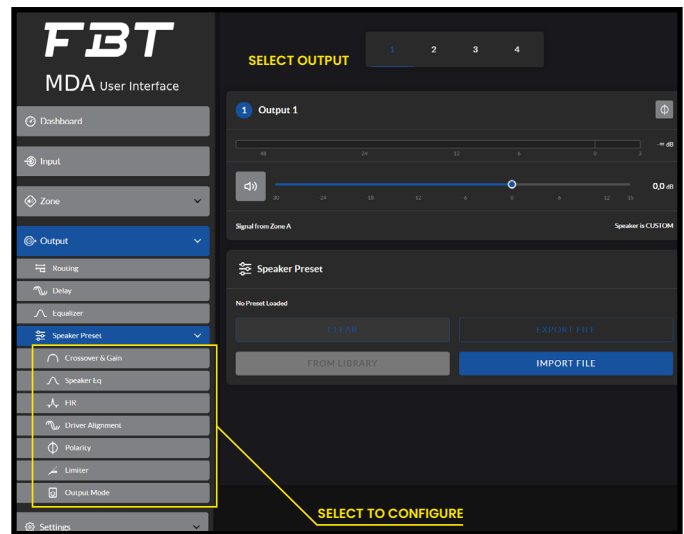 FBT
MDA User Interface
Dashboard
Input
Zone
Output
Routing
Delay
Equalizer
Speaker Preset
Crossover & Gain
Speaker Eq
FIR
Driver Alignment
Polarity
Limiter
Output Mode
Settings
SELECT OUTPUT
1 2 3 4
1 Output 1
-∞ dB
48 24 12 6 0 3
0,0 dB
30 24 18 12 6 0 6 12 15
Signal from Zone A Speaker is CUSTOM
Speaker Preset
No Preset Loaded
CLEAR EXPORT FILE
FROM LIBRARY IMPORT FILE
SELECT TO CONFIGURE